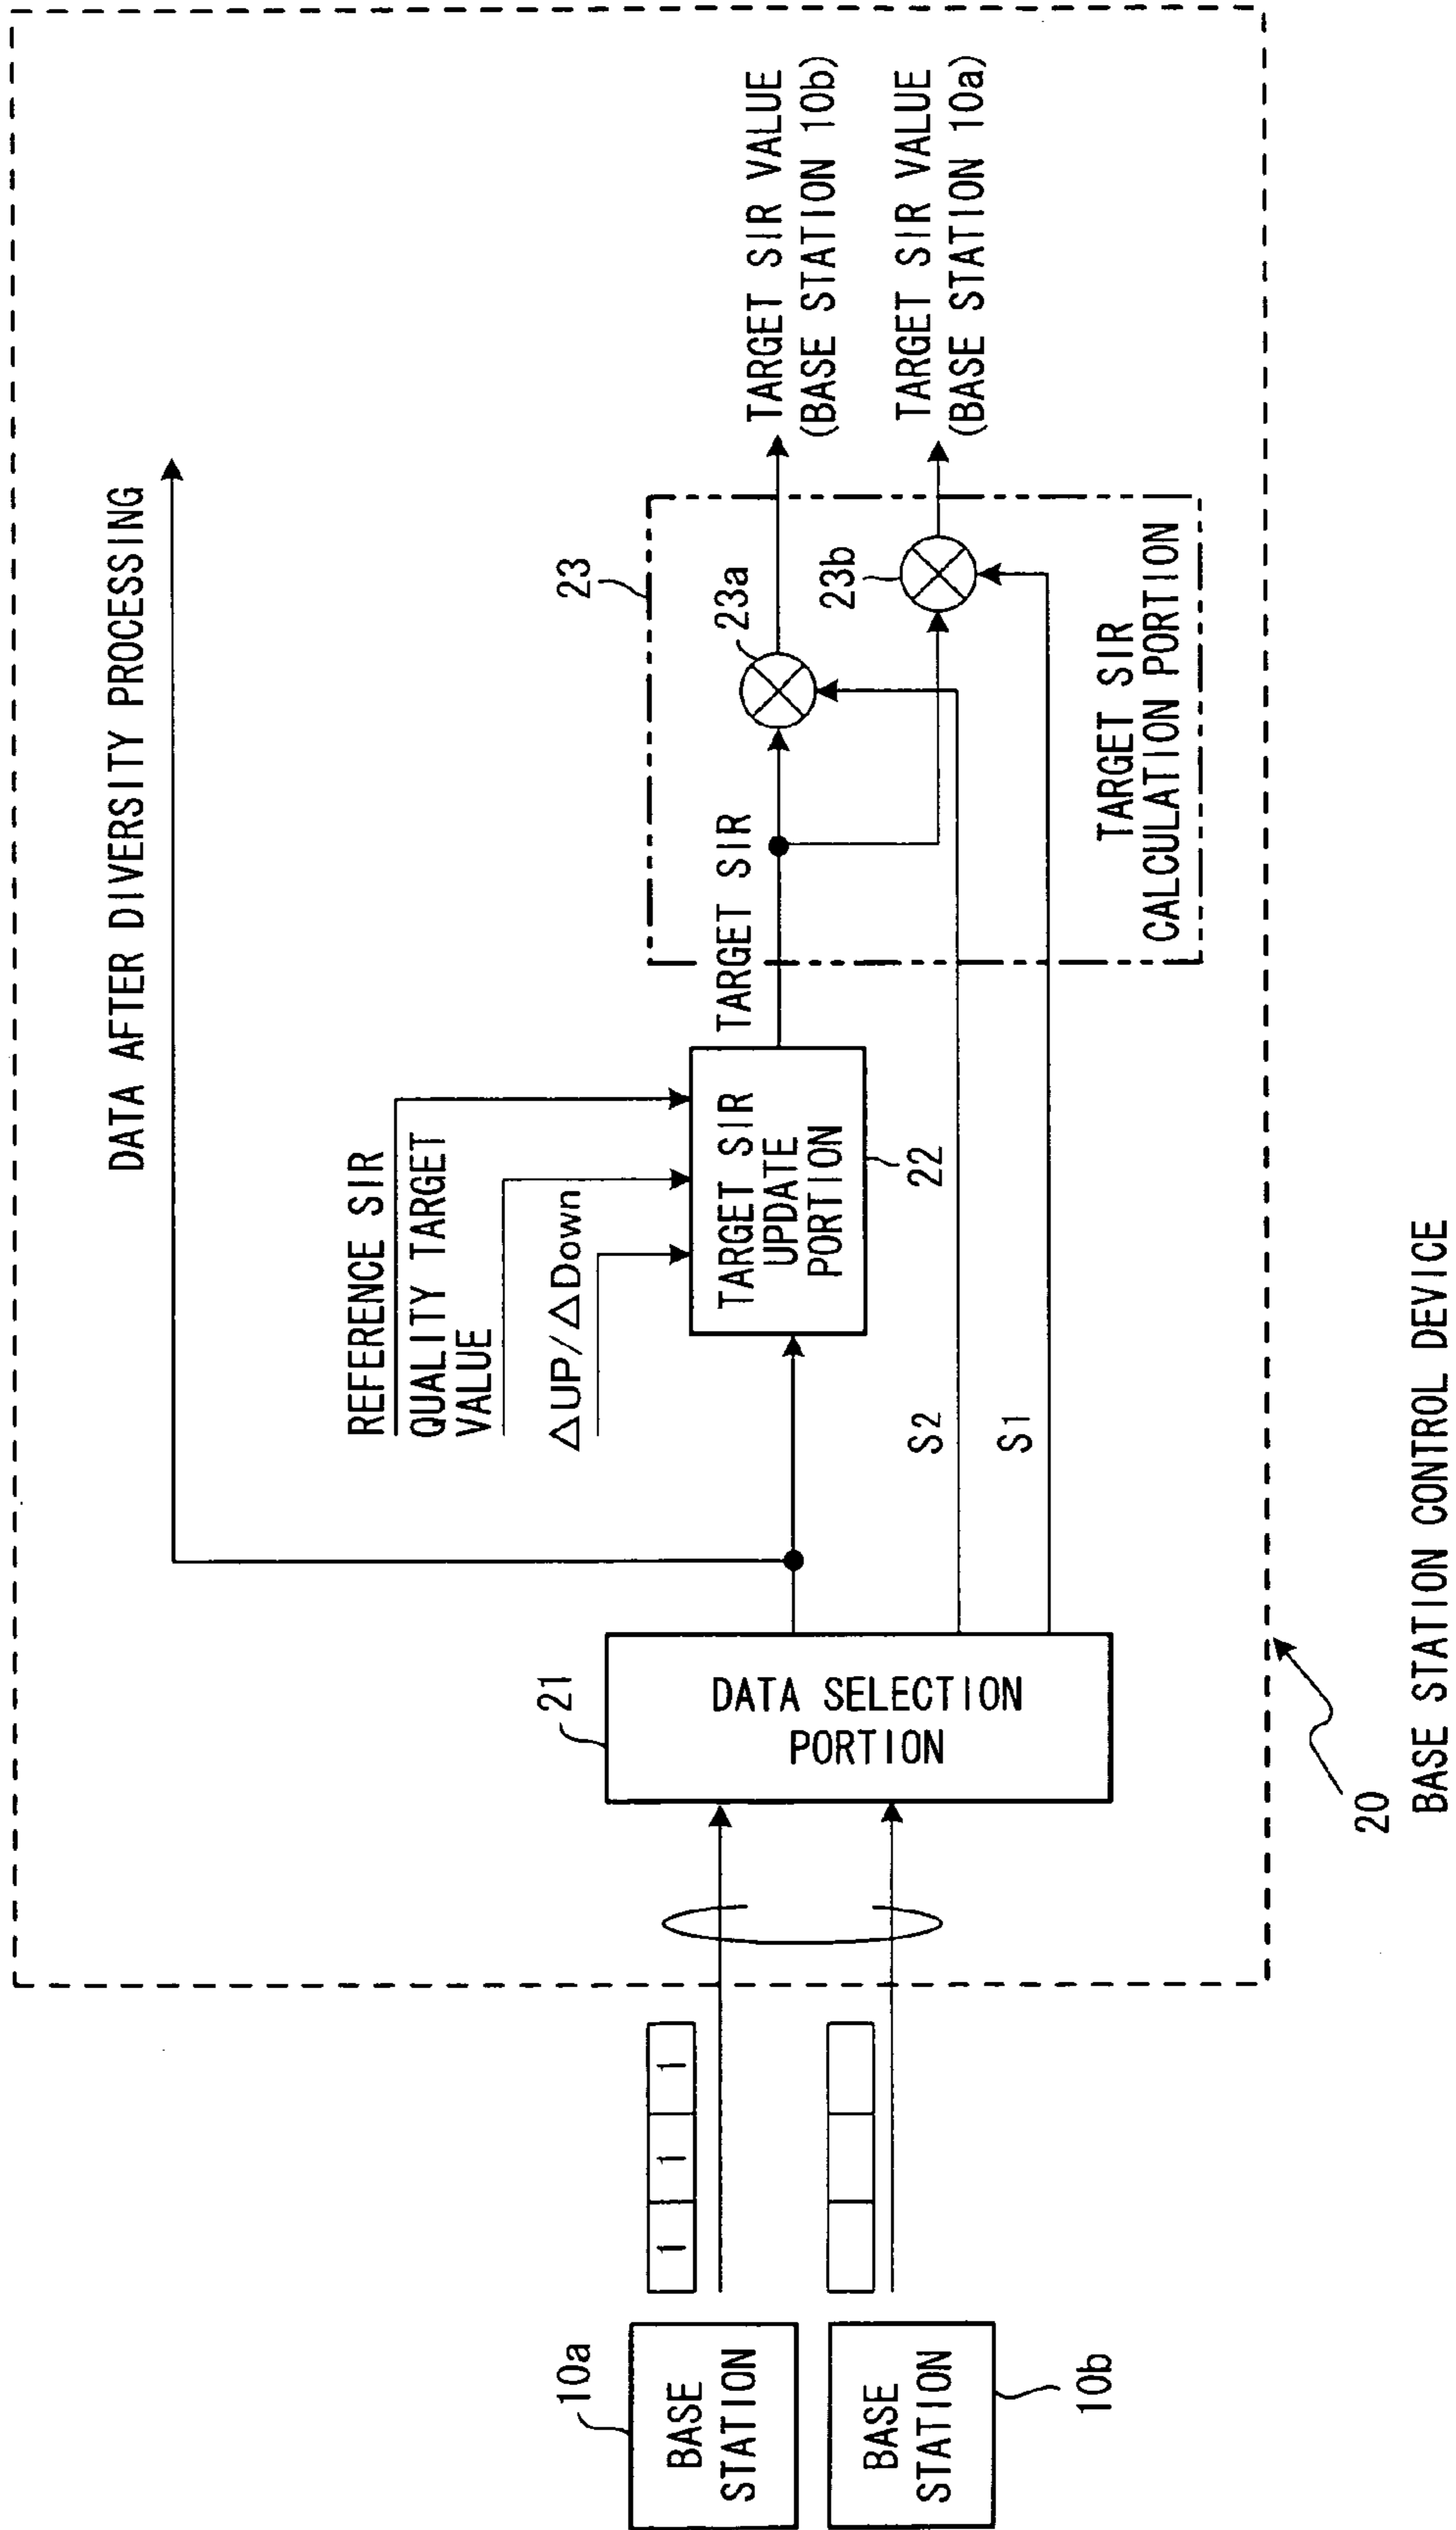 DATA AFTER DIVERSITY PROCESSING
REFERENCE SIR
QUALITY TARGET
VALUE
△UP/△Down
TARGET SIR
UPDATE
PORTION
22
TARGET SIR
23
23a
23b
TARGET SIR
CALCULATION PORTION
TARGET SIR VALUE
(BASE STATION 10b)
TARGET SIR VALUE
(BASE STATION 10a)
10a
BASE
STATION
1 1 1
BASE
STATION
10b
21
DATA SELECTION
PORTION
S2
S1
20
BASE STATION CONTROL DEVICE